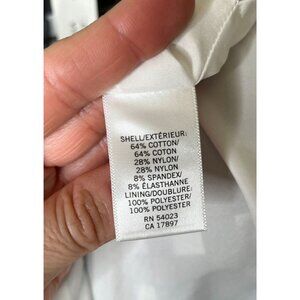 SHELL/EXTÉRIEUR:
64% COTTON/
64% COTON
28% NYLON/
28% NYLON
8% SPANDEX/
8% ÉLASTHANNE
LINING/DOUBLURE:
100% POLYESTER/
100% POLYESTER
RN 54023
CA 17897